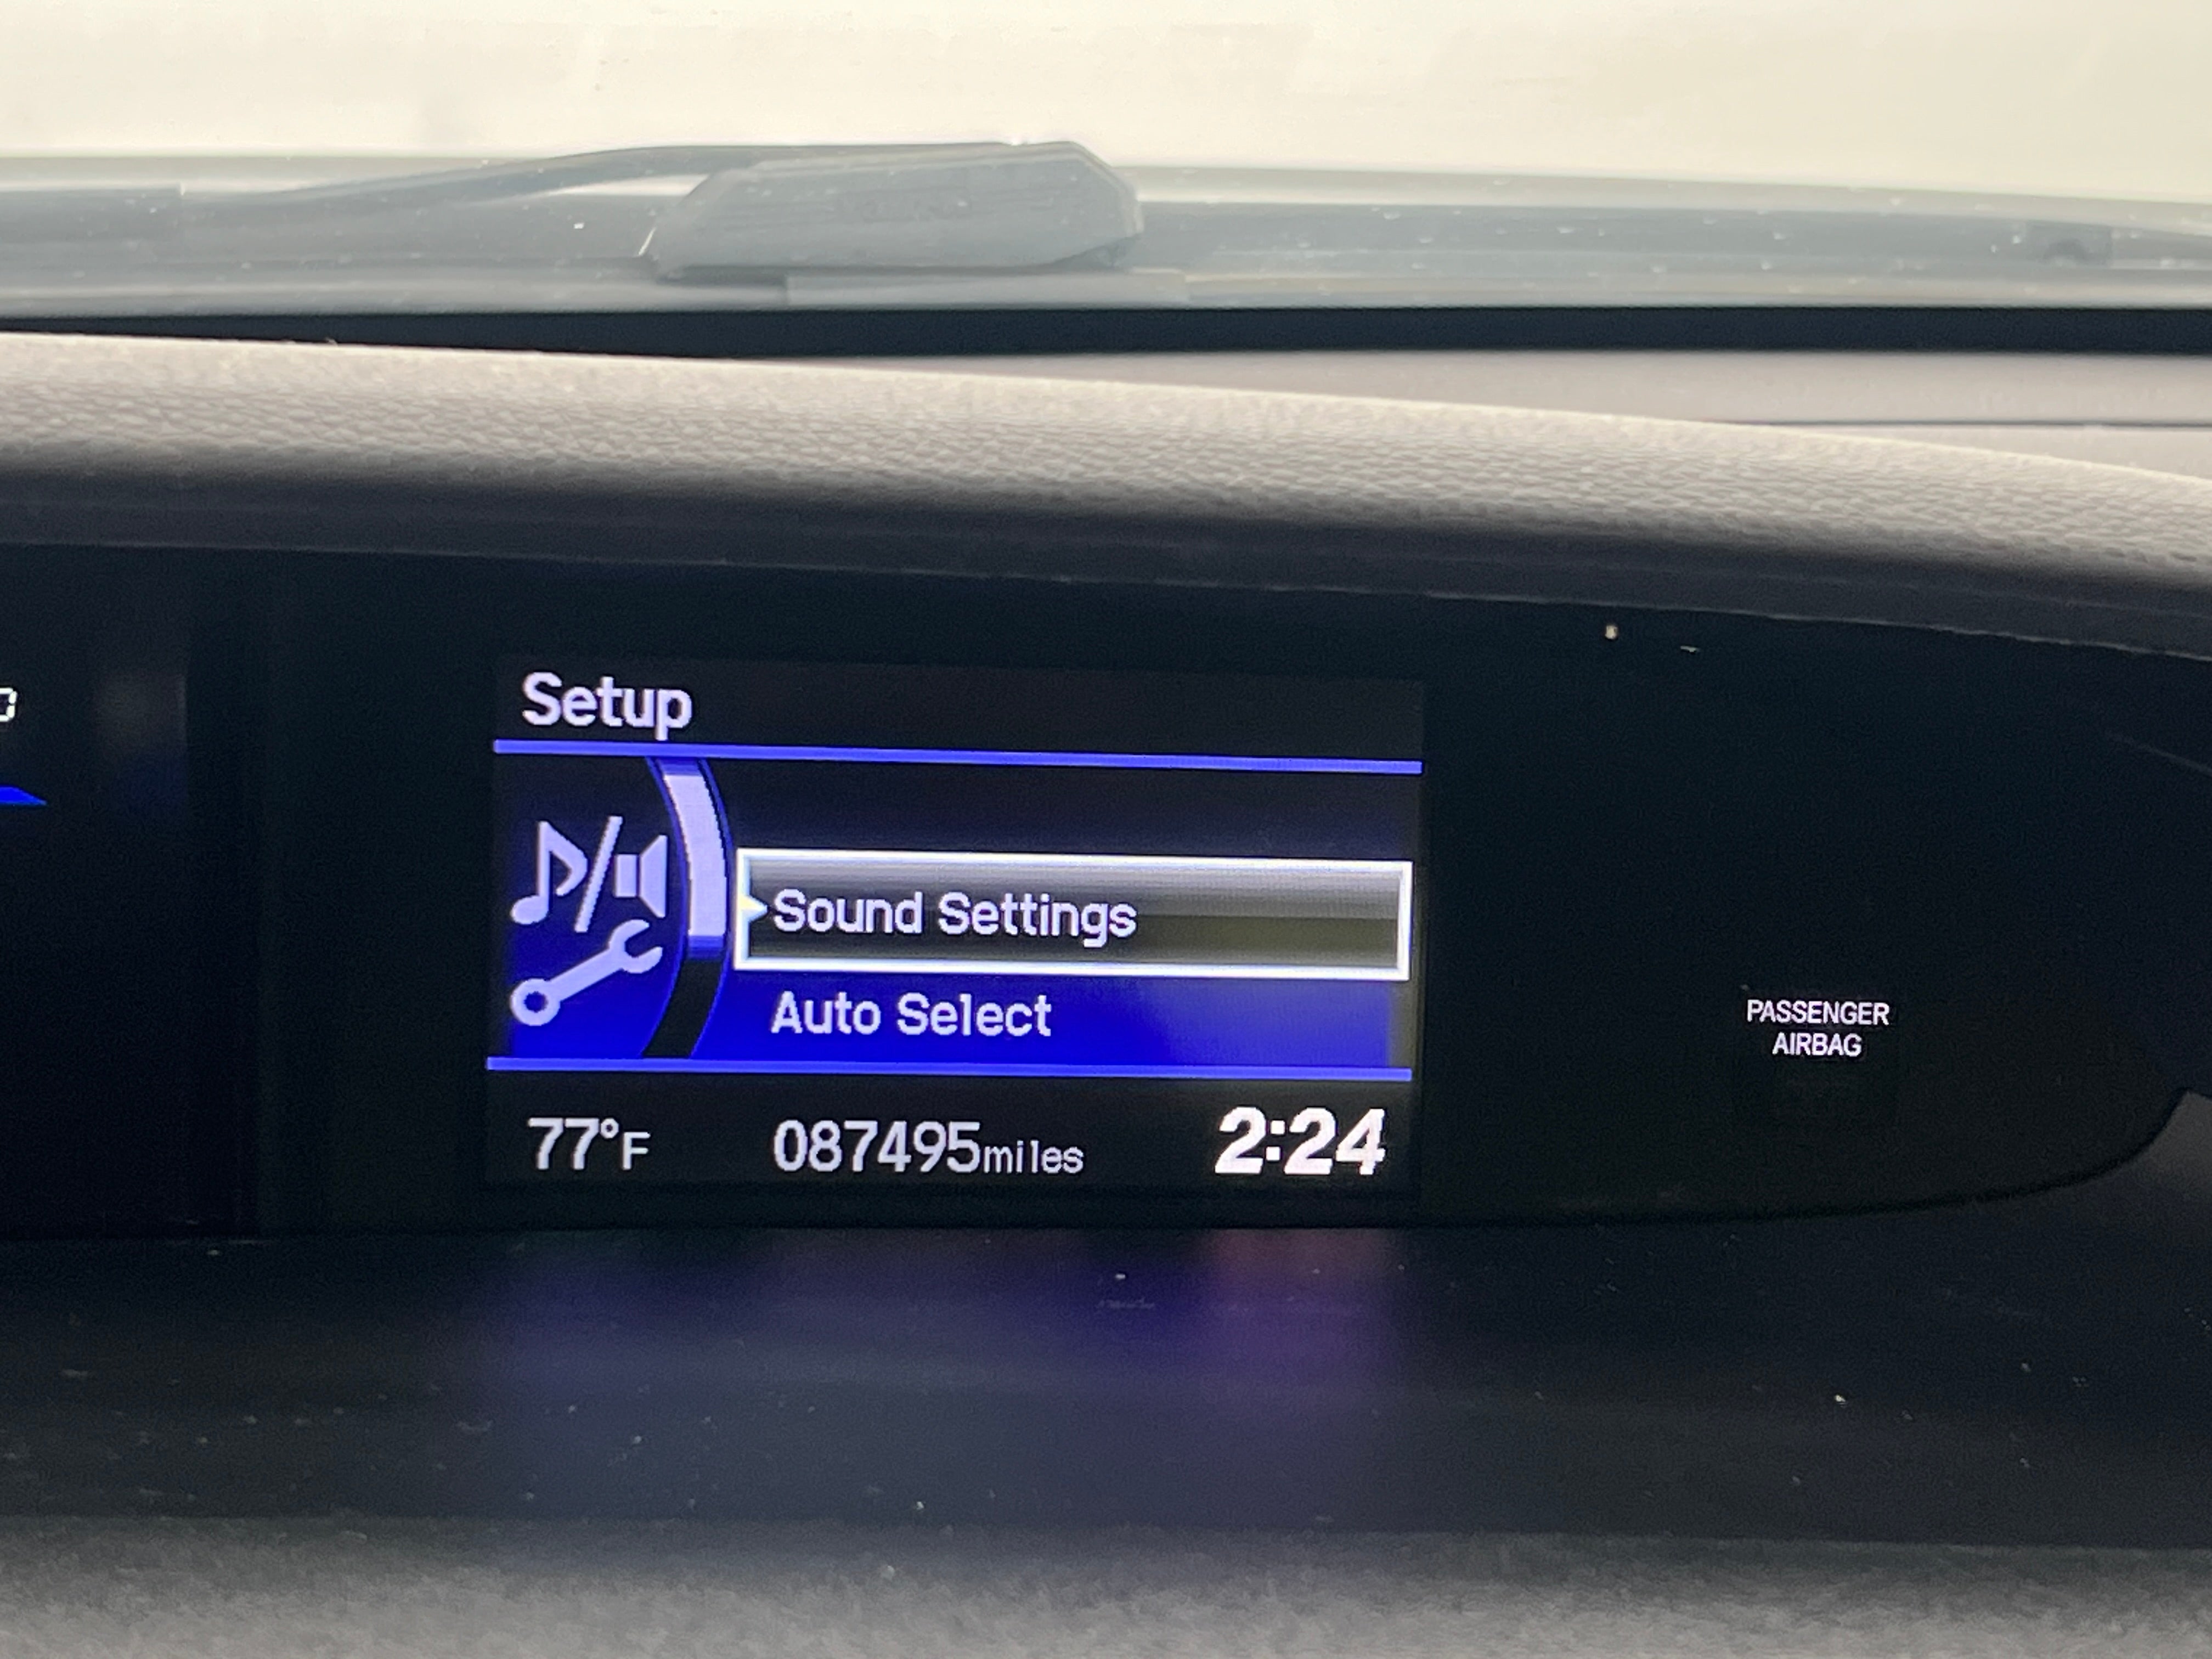 Setup
Sound Settings
Auto Select
77°F 087495miles 2:24
PASSENGER
AIRBAG